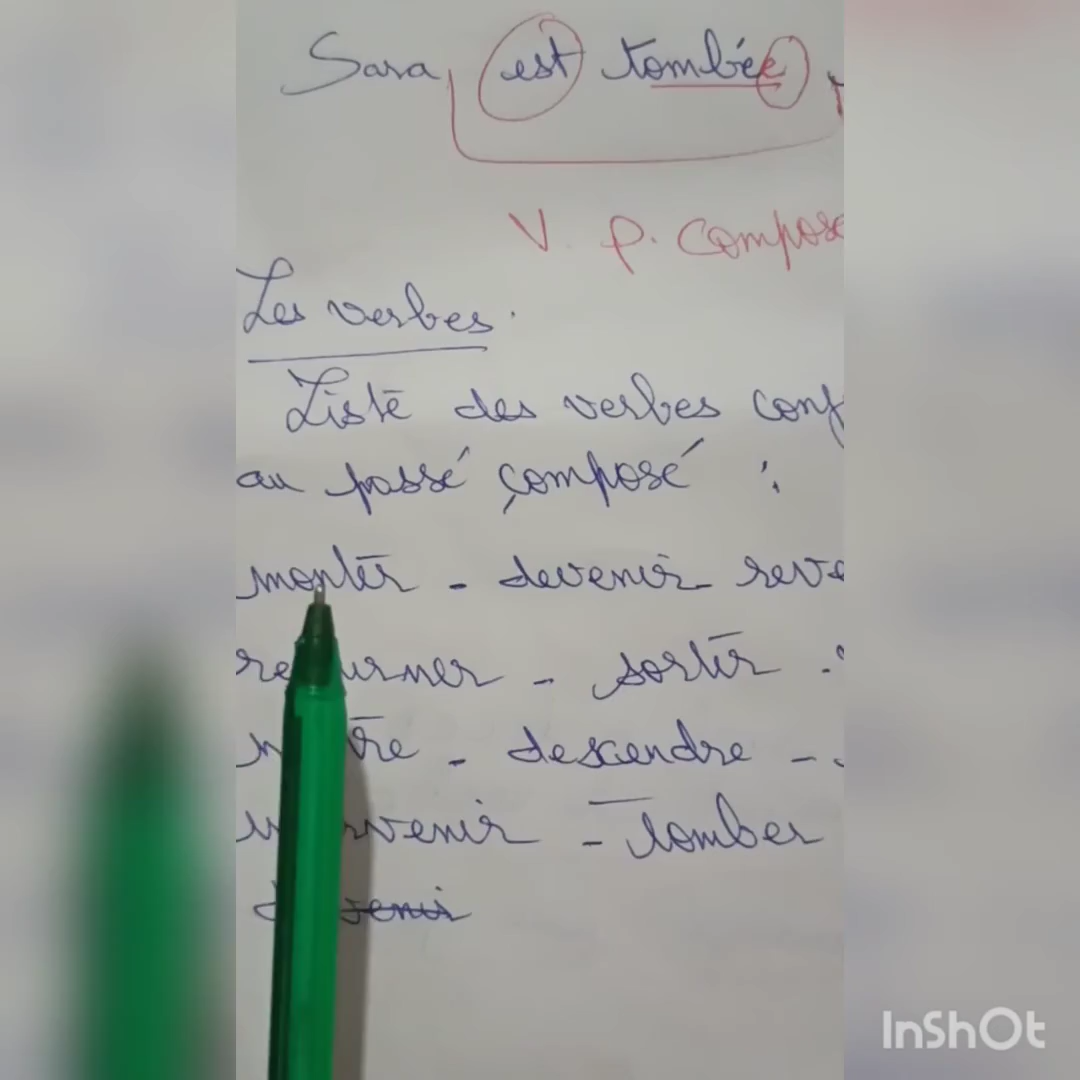 Sara est tombée
V. P. Compose
Les verbes.
Liste des verbes conj
au passé composé :
monter - devenir - reve
sortir -
descendre -
tomber
InShOt